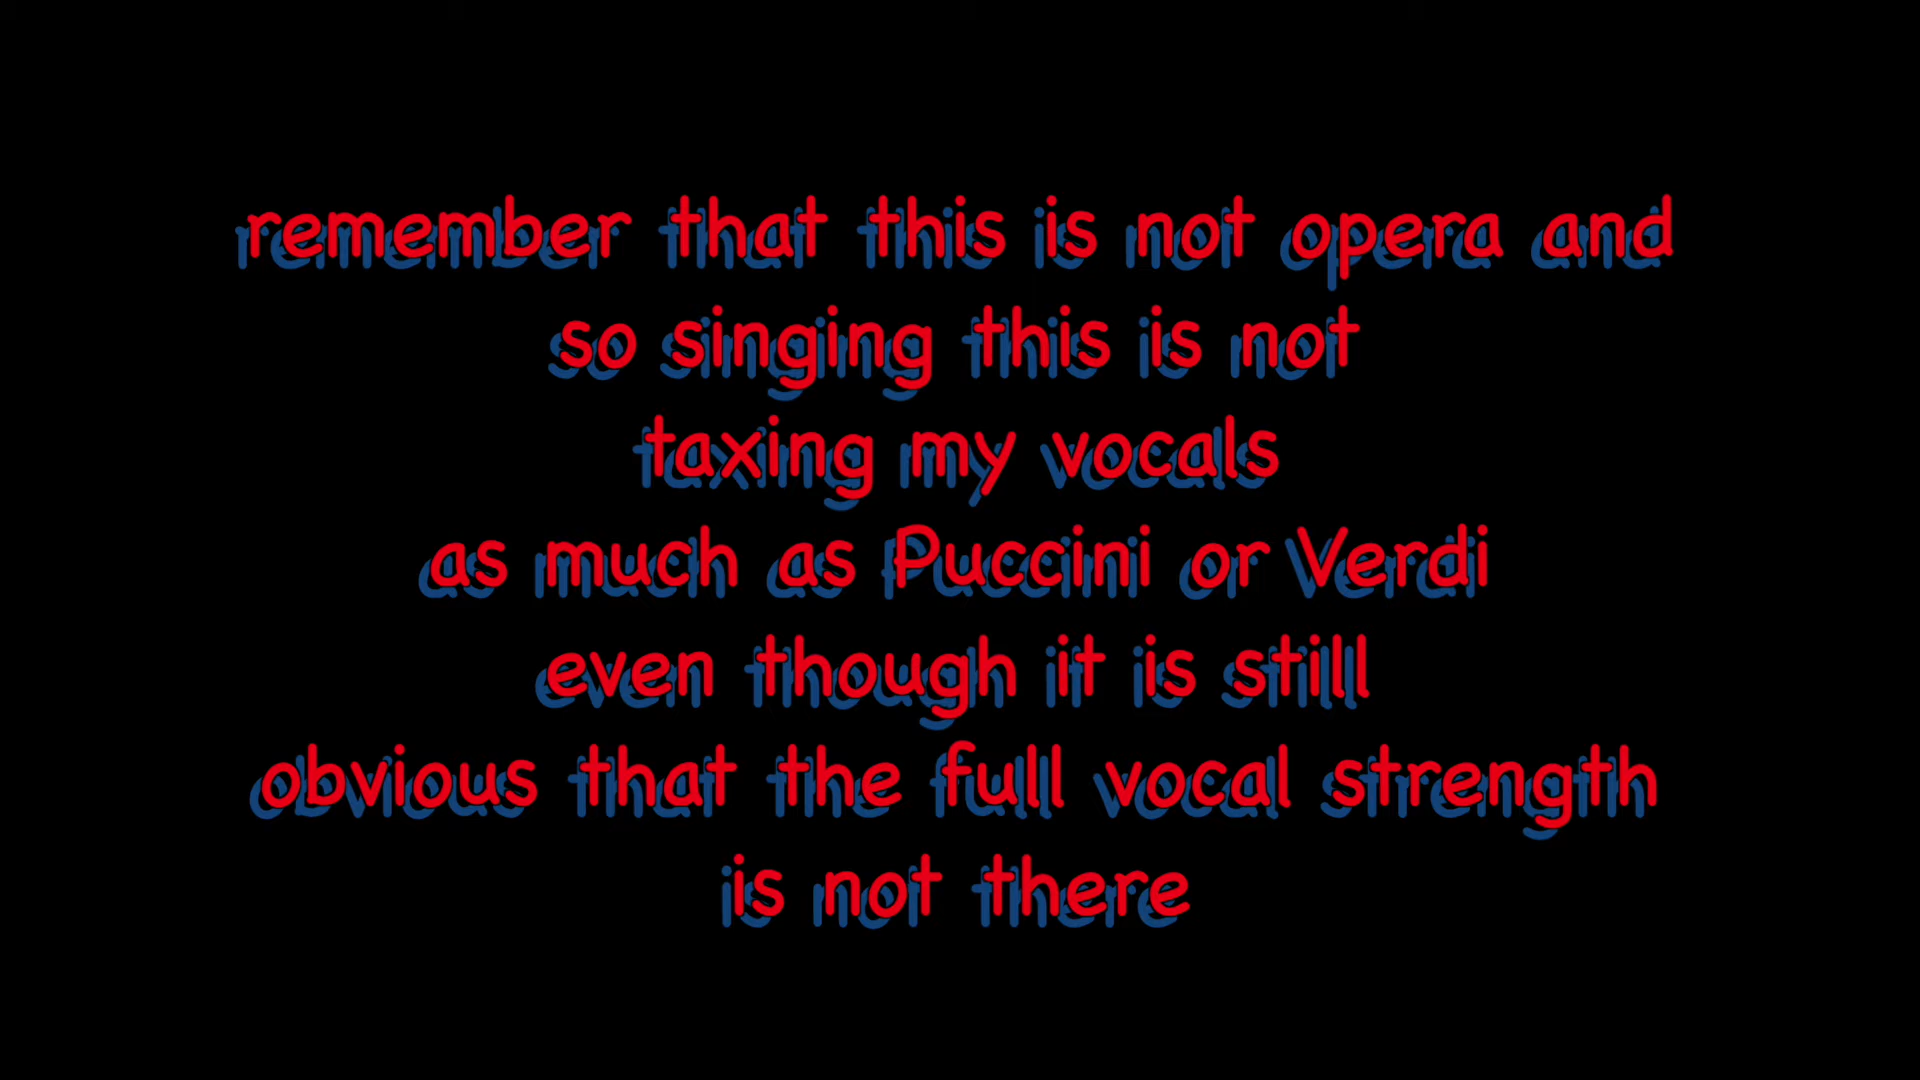 remember that this is not opera and
so singing this is not
taxing my vocals
as much as Puccini or Verdi
even though it is still
obvious that the full vocal strength
is not there